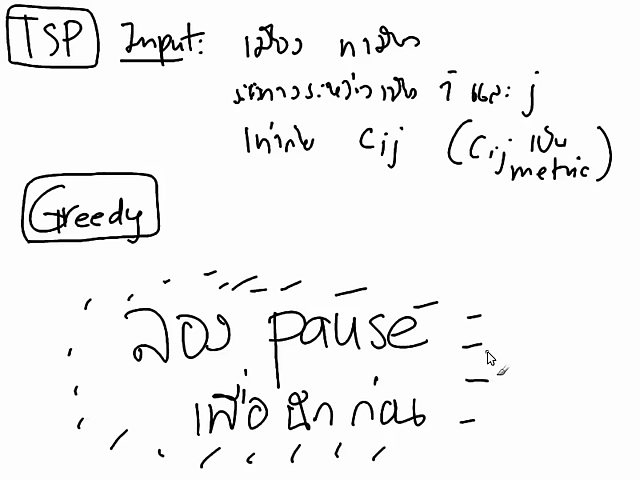 TSP Input: เมือง n เมือง
ระยะทางระหว่างเมือง i และ j
เท่ากับ Cij (Cij เป็น metric)
Greedy
ลอง pause
เพื่อคิดก่อน